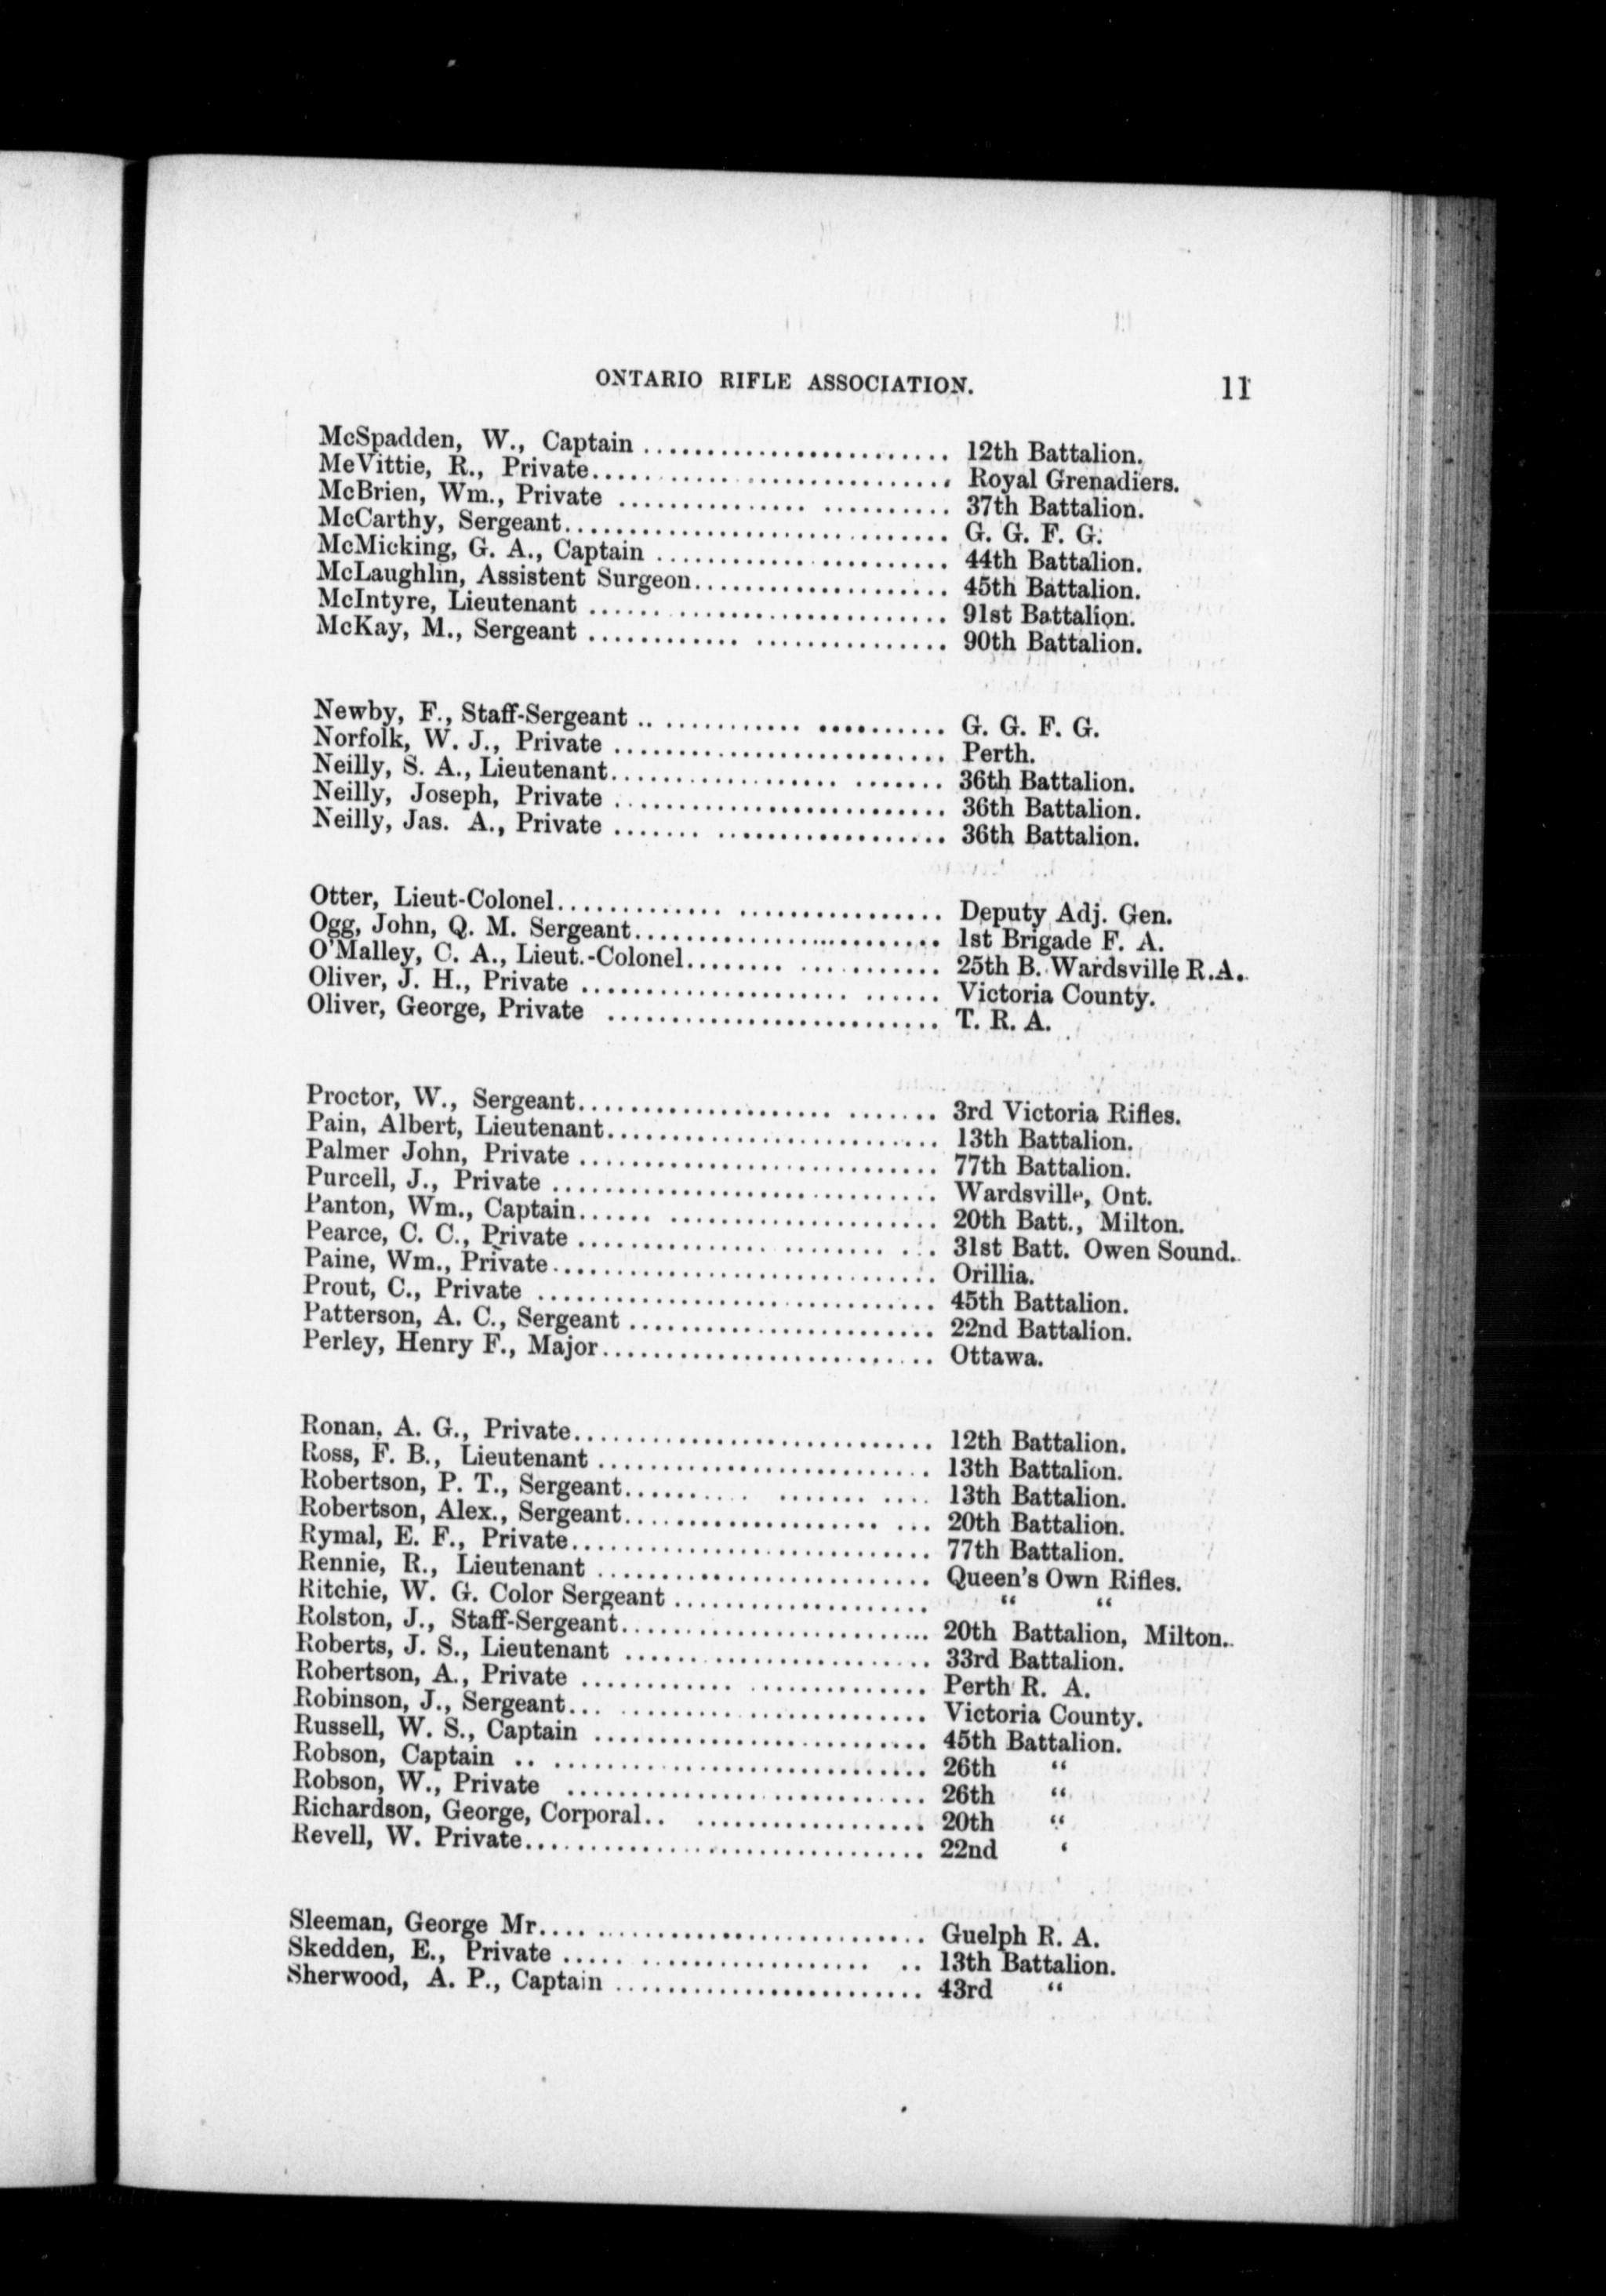 ONTARIO RIFLE ASSOCIATION. 11
McSpadden, W., Captain ........................ 12th Battalion.
McVittie, R., Private............................ Royal Grenadiers.
McBrien, Wm., Private ......................... 37th Battalion.
McCarthy, Sergeant.............................. G. G. F. G.
McMicking, G. A., Captain ....................... 44th Battalion.
McLaughlin, Assistent Surgeon.................... 45th Battalion.
McIntyre, Lieutenant ............................ 91st Battalion.
McKay, M., Sergeant ........................... 90th Battalion.
Newby, F., Staff-Sergeant ........................ G. G. F. G.
Norfolk, W. J., Private .......................... Perth.
Neilly, S. A., Lieutenant......................... 36th Battalion.
Neilly, Joseph, Private .......................... 36th Battalion.
Neilly, Jas. A., Private ......................... 36th Battalion.
Otter, Lieut-Colonel............................. Deputy Adj. Gen.
Ogg, John, Q. M. Sergeant........................ 1st Brigade F. A.
O'Malley, C. A., Lieut.-Colonel................... 25th B. Wardsville R.A.
Oliver, J. H., Private ........................... Victoria County.
Oliver, George, Private .......................... T. R. A.
Proctor, W., Sergeant............................ 3rd Victoria Rifles.
Pain, Albert, Lieutenant.......................... 13th Battalion.
Palmer John, Private ............................ 77th Battalion.
Purcell, J., Private .............................. Wardsville, Ont.
Panton, Wm., Captain........................... 20th Batt., Milton.
Pearce, C. C., Private ........................... 31st Batt. Owen Sound.
Paine, Wm., Private.............................. Orillia.
Prout, C., Private ............................... 45th Battalion.
Patterson, A. C., Sergeant ........................ 22nd Battalion.
Perley, Henry F., Major.......................... Ottawa.
Ronan, A. G., Private............................ 12th Battalion.
Ross, F. B., Lieutenant .......................... 13th Battalion.
Robertson, P. T., Sergeant........................ 13th Battalion.
Robertson, Alex., Sergeant........................ 20th Battalion.
Rymal, E. F., Private............................ 77th Battalion.
Rennie, R., Lieutenant .......................... Queen's Own Rifles.
Ritchie, W. G. Color Sergeant .................... “ “
Rolston, J., Staff-Sergeant........................ 20th Battalion, Milton.
Roberts, J. S., Lieutenant ........................ 33rd Battalion.
Robertson, A., Private ........................... Perth R. A.
Robinson, J., Sergeant........................... Victoria County.
Russell, W. S., Captain .......................... 45th Battalion.
Robson, Captain ............................... 26th “
Robson, W., Private ............................ 26th “
Richardson, George, Corporal.................... 20th “
Revell, W. Private............................... 22nd ‘
Sleeman, George Mr............................. Guelph R. A.
Skedden, E., Private ............................ 13th Battalion.
Sherwood, A. P., Captain ........................ 43rd “